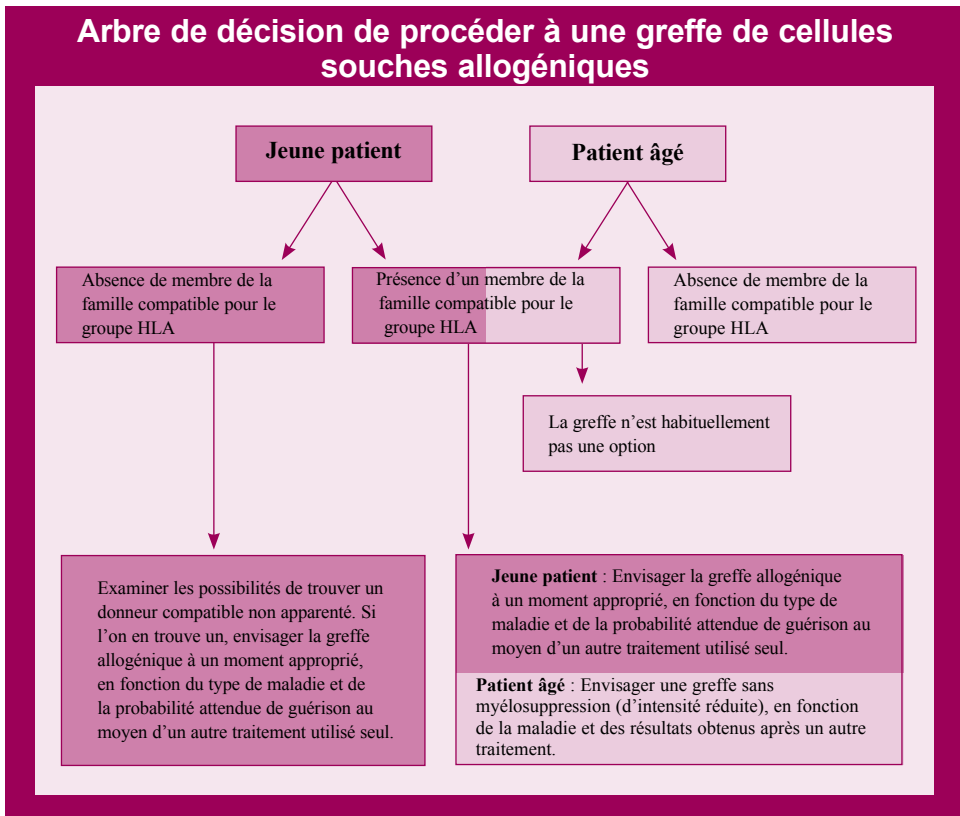 Arbre de décision de procéder à une greffe de cellules
souches allogéniques
Jeune patient
Patient âgé
Absence de membre de la
famille compatible pour le
groupe HLA
Présence d’un membre de la
famille compatible pour le
groupe HLA
Absence de membre de la
famille compatible pour le
groupe HLA
La greffe n’est habituellement
pas une option
Examiner les possibilités de trouver un
donneur compatible non apparenté. Si
l’on en trouve un, envisager la greffe
allogénique à un moment approprié,
en fonction du type de maladie et de
la probabilité attendue de guérison au
moyen d’un autre traitement utilisé seul.
Jeune patient : Envisager la greffe allogénique
à un moment approprié, en fonction du type de
maladie et de la probabilité attendue de guérison au
moyen d’un autre traitement utilisé seul.
Patient âgé : Envisager une greffe sans
myélosuppression (d’intensité réduite), en fonction
de la maladie et des résultats obtenus après un autre
traitement.